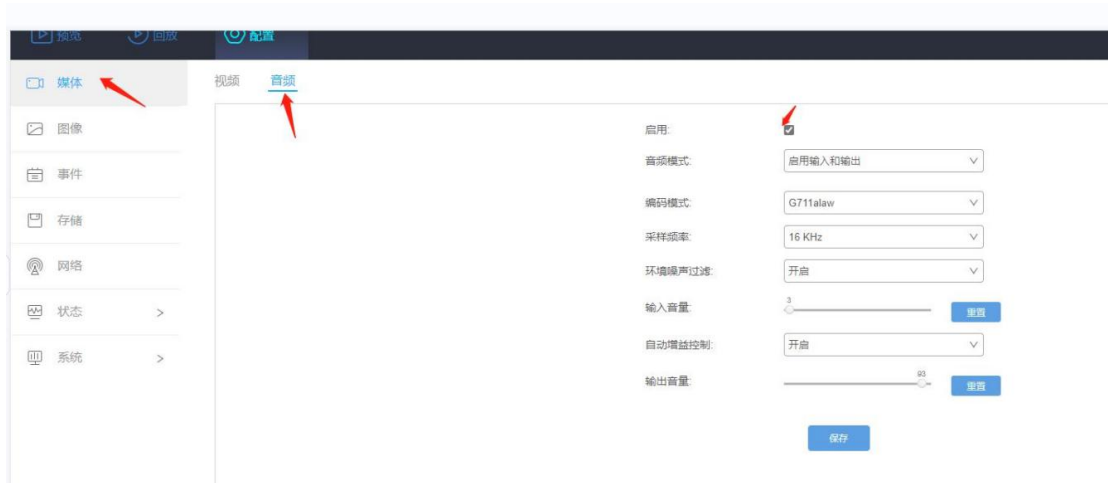 预览 回放 配置
媒体
视频 音频
图像
事件
存储
网络
状态 >
系统 >
启用:
音频模式: 启用输入和输出
编码模式: G711alaw
采样频率: 16 KHz
环境噪声过滤: 开启
输入音量: 3 重置
自动增益控制: 开启
输出音量: 93 重置
保存